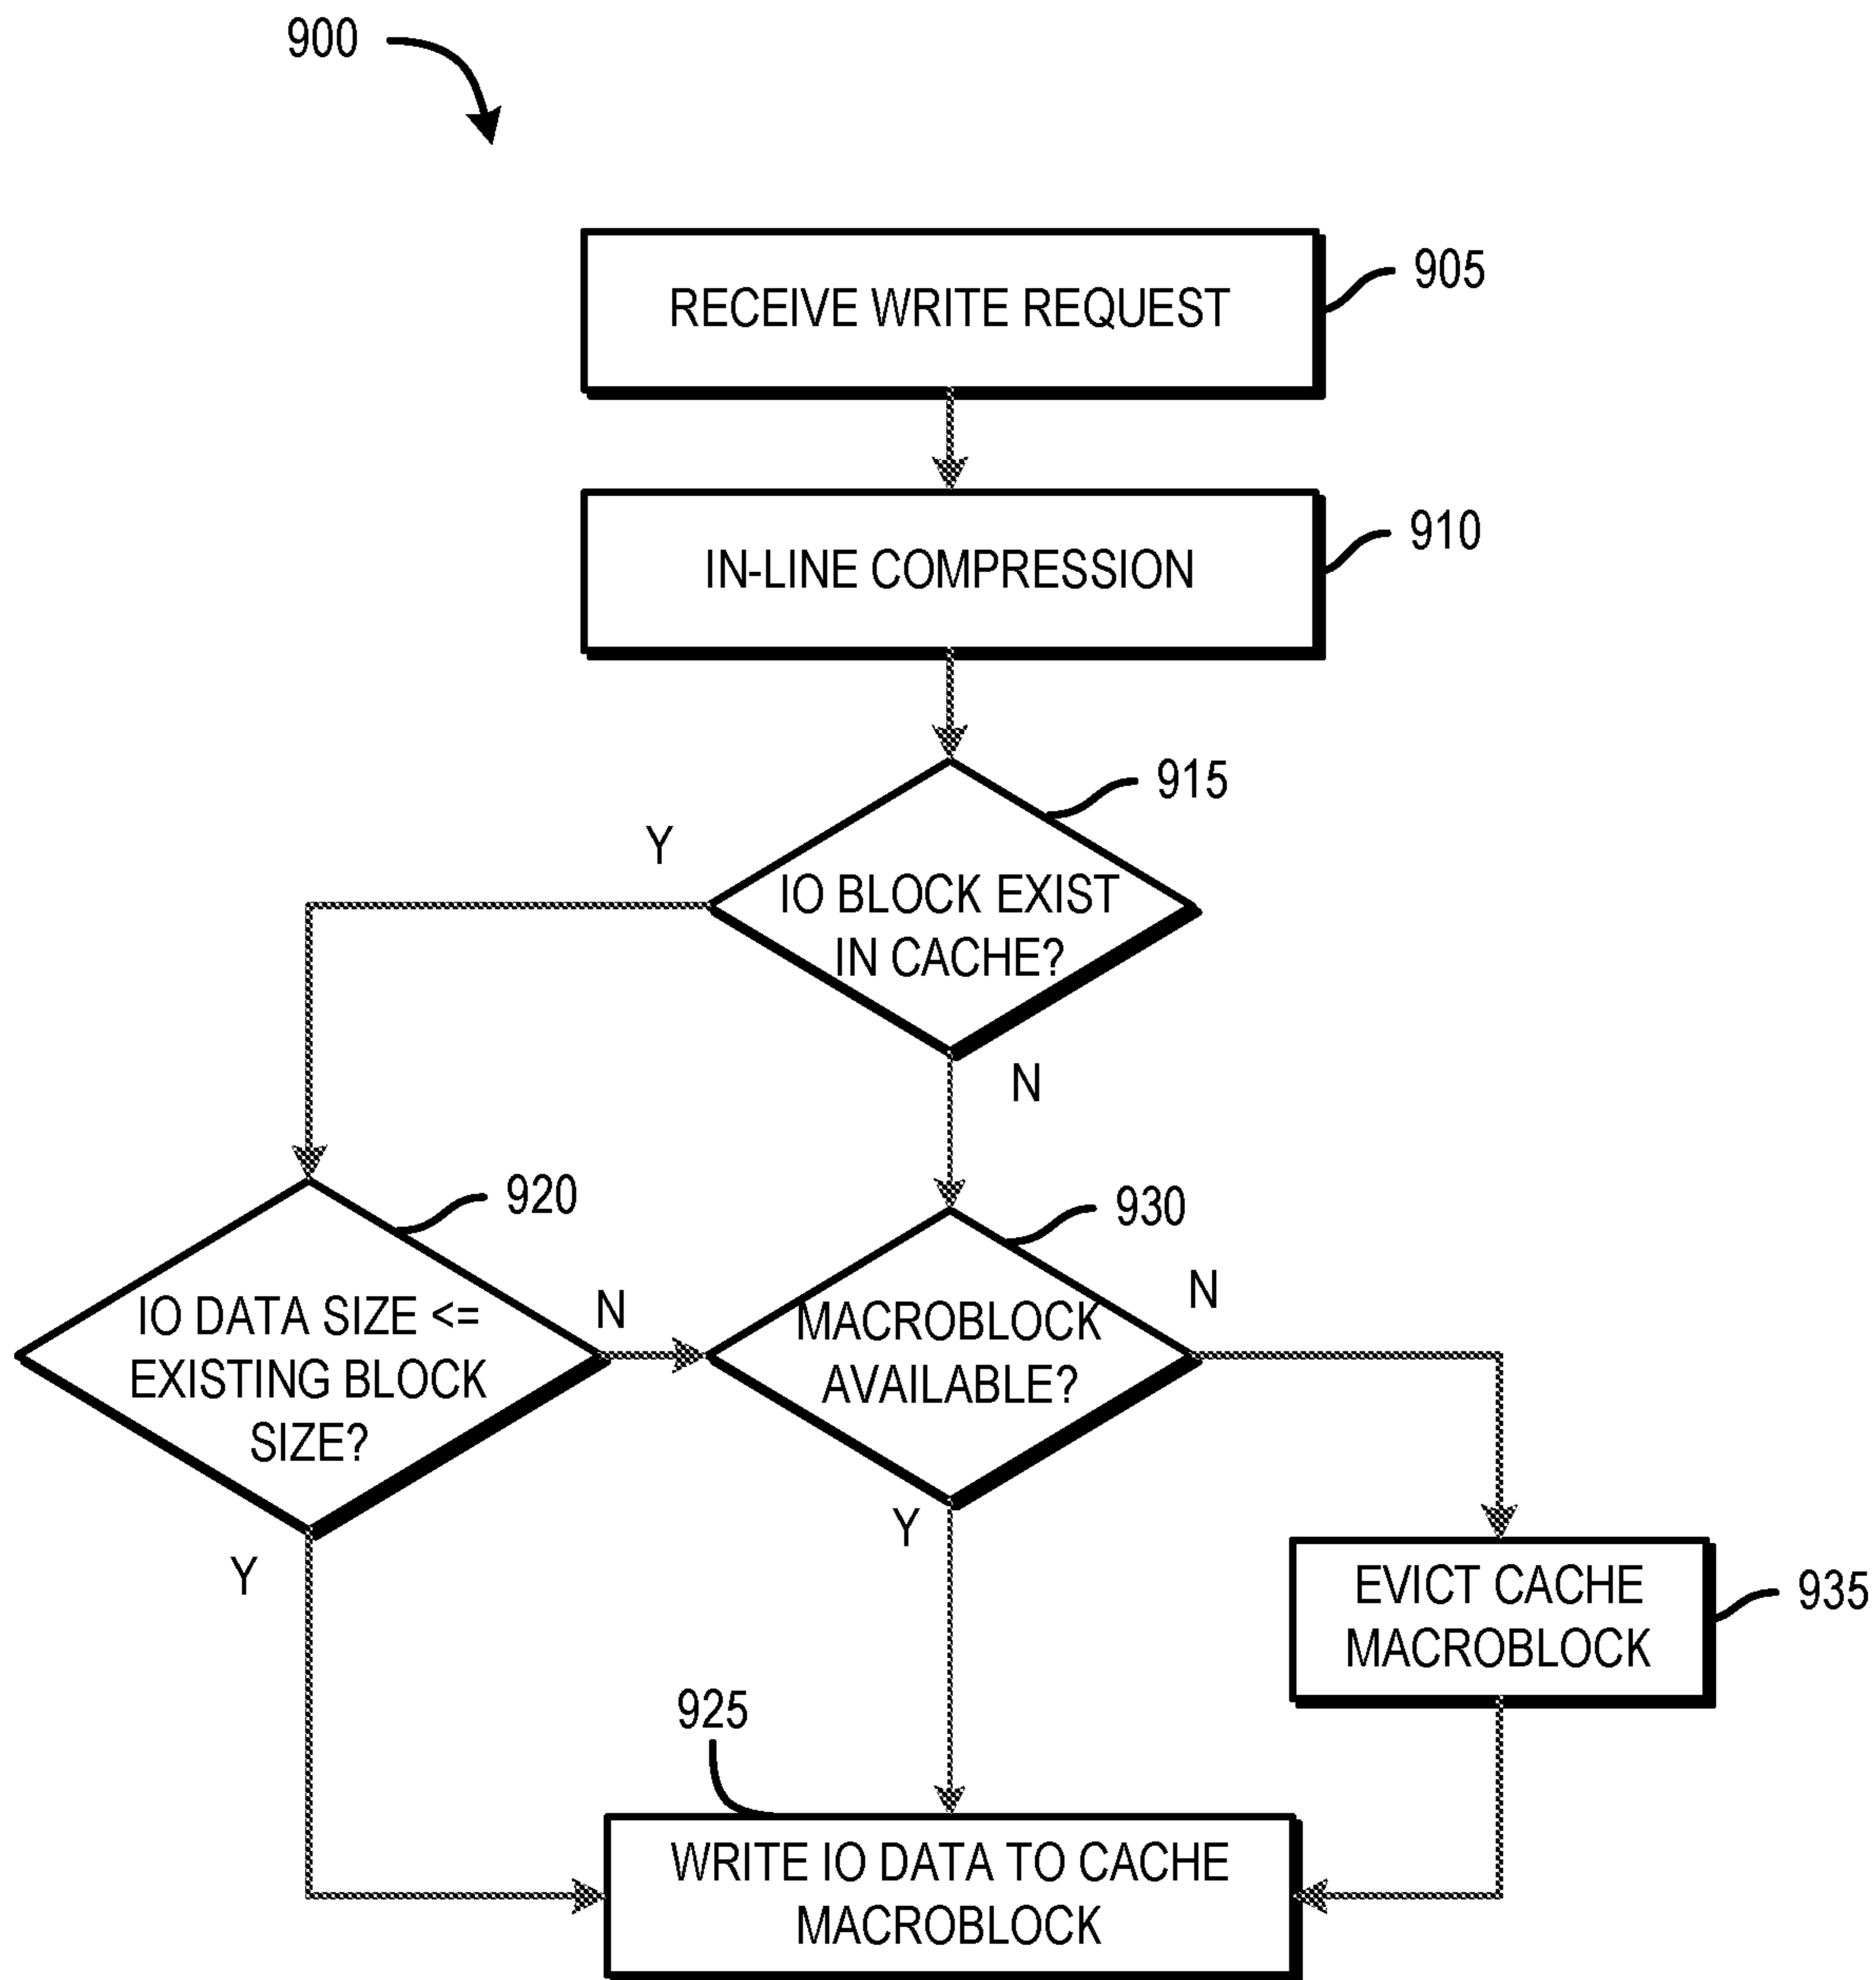 900
RECEIVE WRITE REQUEST
905
IN-LINE COMPRESSION
910
915
Y
IO BLOCK EXIST
IN CACHE?
N
920
930
IO DATA SIZE <=
EXISTING BLOCK
SIZE?
N
MACROBLOCK
AVAILABLE?
N
Y
Y
EVICT CACHE
MACROBLOCK
935
925
WRITE IO DATA TO CACHE
MACROBLOCK